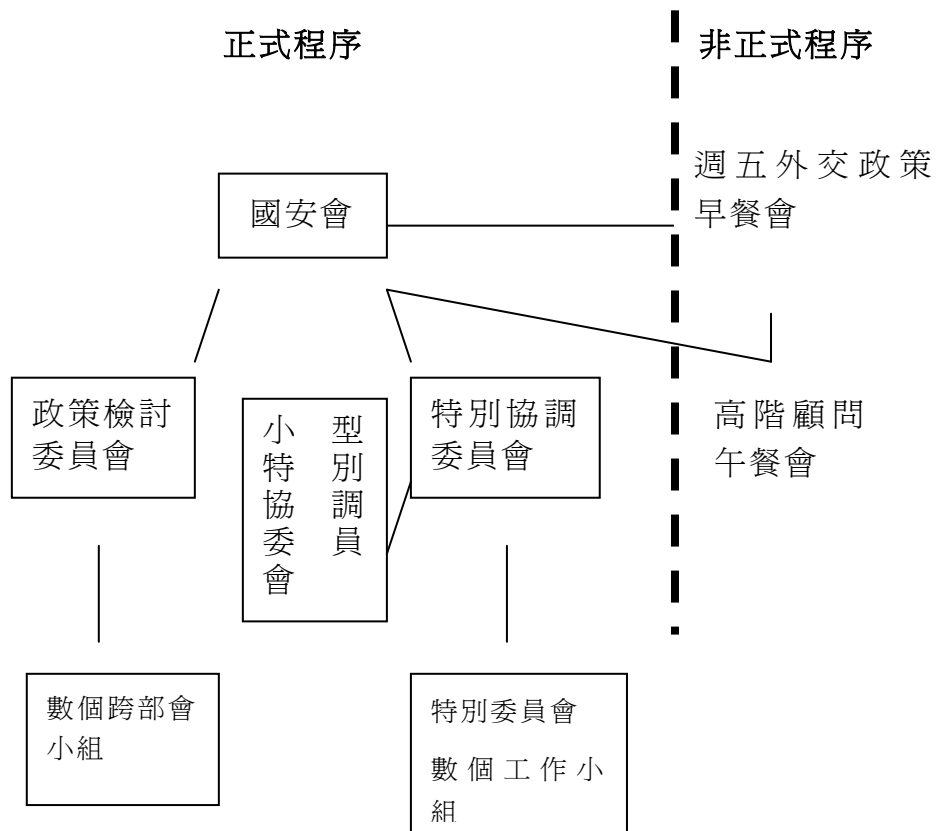 正式程序
非正式程序
週五外交政策
早餐會
國安會
政策檢討
委員會
小型
特別
協調
委員
會
特別協調
委員會
高階顧問
午餐會
數個跨部會
小組
特別委員會
數個工作小
組